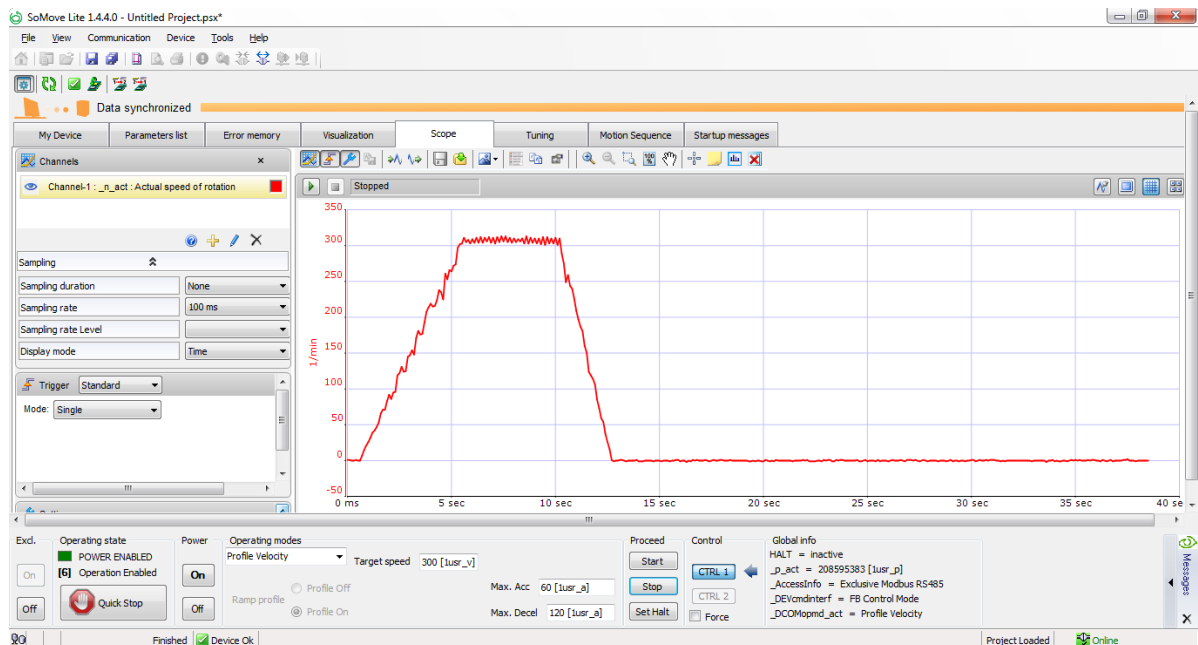 SoMove Lite 1.4.4.0 - Untitled Project.psx*
File View Communication Device Tools Help
Data synchronized
My Device Parameters list Error memory Visualization Scope Tuning Motion Sequence Startup messages
Channels
Channel-1 : _n_act : Actual speed of rotation
Stopped
Sampling
Sampling duration None
Sampling rate 100 ms
Sampling rate Level
Display mode Time
Trigger Standard
Mode: Single
1/min
350
300
250
200
150
100
50
0
-50
0 ms 5 sec 10 sec 15 sec 20 sec 25 sec 30 sec 35 sec 40 se
Excl. Operating state Power Operating modes Proceed Control Global info
On
Off
POWER ENABLED
[6] Operation Enabled
Quick Stop
On
Off
Profile Velocity Target speed 300 [1usr_v]
Ramp profile Profile Off
Profile On
Max. Acc 60 [1usr_a]
Max. Decel 120 [1usr_a]
Start
Stop
Set Halt
CTRL 1
CTRL 2
Force
HALT = inactive
_p_act = 208595383 [1usr_p]
_AccessInfo = Exclusive Modbus RS485
_DEVcmdinterf = FB Control Mode
_DCOMopmd_act = Profile Velocity
Messages
Finished Device Ok Project Loaded Online